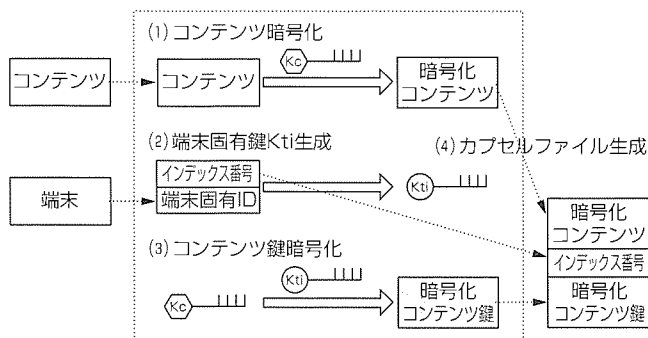 (1) コンテンツ暗号化
コンテンツ
コンテンツ
Kc
暗号化
コンテンツ
(2) 端末固有鍵Kti生成
(4) カプセルファイル生成
端末
インデックス番号
端末固有ID
Kti
暗号化
コンテンツ
インデックス番号
暗号化
コンテンツ鍵
(3) コンテンツ鍵暗号化
Kc
Kti
暗号化
コンテンツ鍵